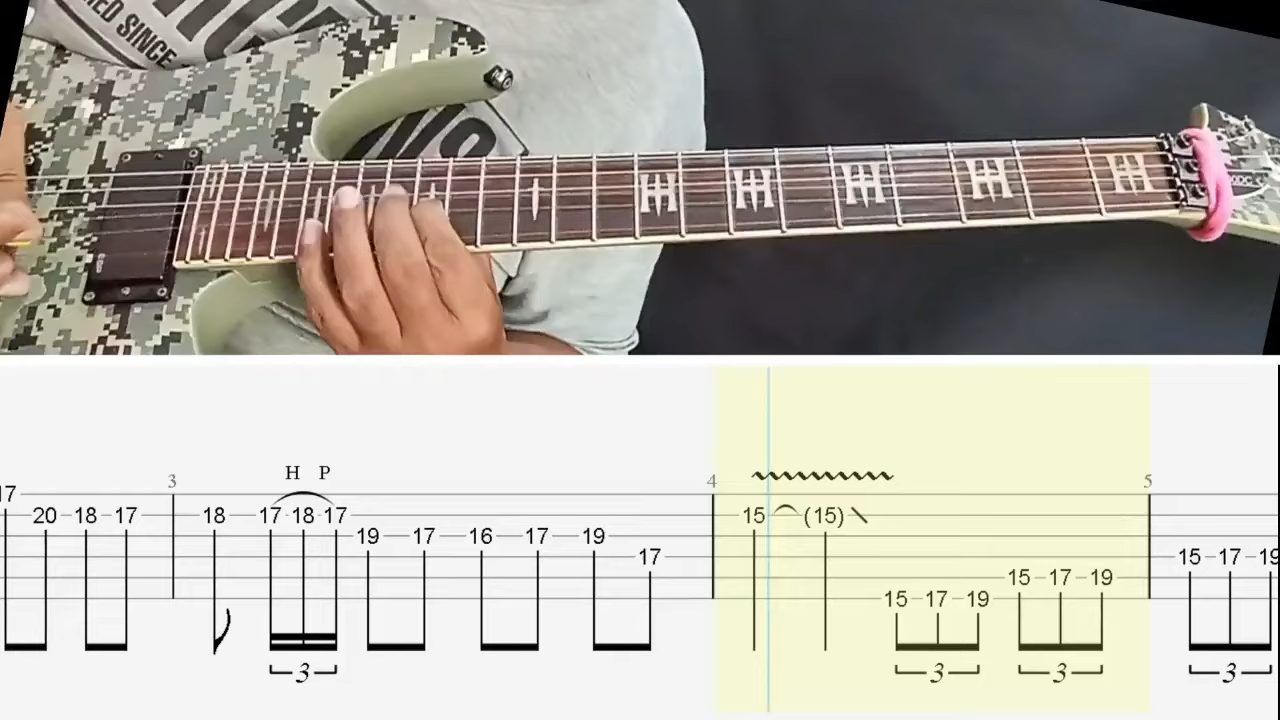 ED SINCE
H P
3 4 5
17
20 18 17 18 17 18 17 15 (15)
19 17 16 17 19
17 15 17 19
15 17 19
15 17 19
3 3 3 3